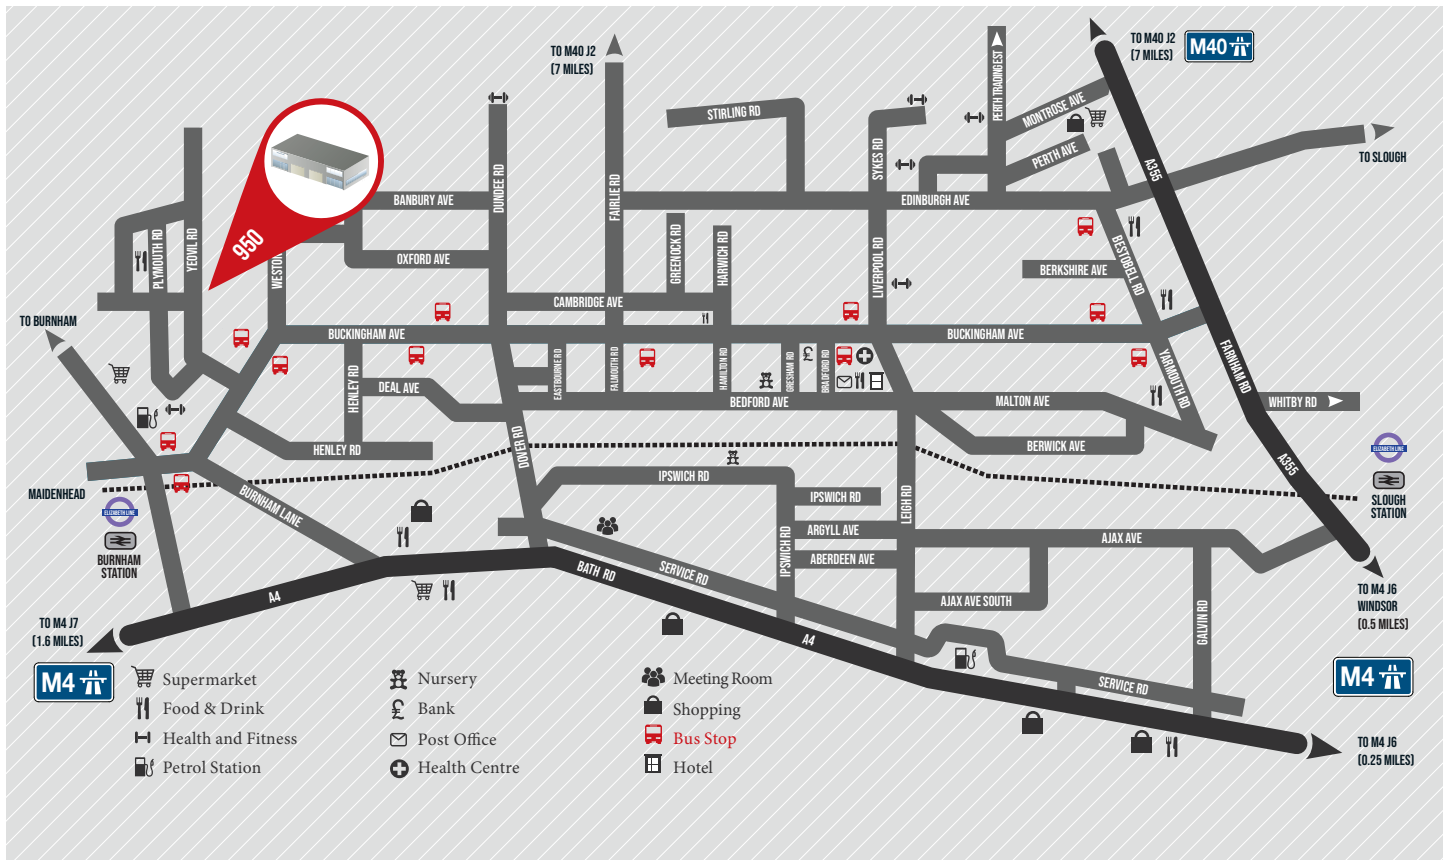 TO M40 J2
(7 MILES)
TO M40 J2
(7 MILES)
M40
PERTH TRADING EST
MONTROSE AVE
PERTH AVE
STIRLING RD
SYKES RD
A355
TO SLOUGH
DUNDEE RD
FAIRLIE RD
BANBURY AVE
EDINBURGH AVE
950
PLYMOUTH RD
YEOVIL RD
WESTON
OXFORD AVE
GREENOCK RD
HARWICH RD
LIVERPOOL RD
BESTOBELL RD
BERKSHIRE AVE
CAMBRIDGE AVE
TO BURNHAM
BUCKINGHAM AVE
BUCKINGHAM AVE
HENLEY RD
DEAL AVE
EASTBOURNE RD
FALMOUTH RD
HAMILTON RD
GRESHAM RD
BRADFORD RD
YARMOUTH RD
FARNHAM RD
BEDFORD AVE
MALTON AVE
WHITBY RD
HENLEY RD
DOVER RD
BERWICK AVE
A355
ELIZABETH LINE
SLOUGH
STATION
MAIDENHEAD
ELIZABETH LINE
BURNHAM
STATION
BURNHAM LANE
IPSWICH RD
IPSWICH RD
IPSWICH RD
LEIGH RD
ARGYLL AVE
ABERDEEN AVE
AJAX AVE
AJAX AVE SOUTH
GALVIN RD
BATH RD
SERVICE RD
A4
A4
SERVICE RD
TO M4 J6
WINDSOR
(0.5 MILES)
TO M4 J7
(1.6 MILES)
M4
M4
TO M4 J6
(0.25 MILES)
Supermarket
Food & Drink
Health and Fitness
Petrol Station
Nursery
Bank
Post Office
Health Centre
Meeting Room
Shopping
Bus Stop
Hotel